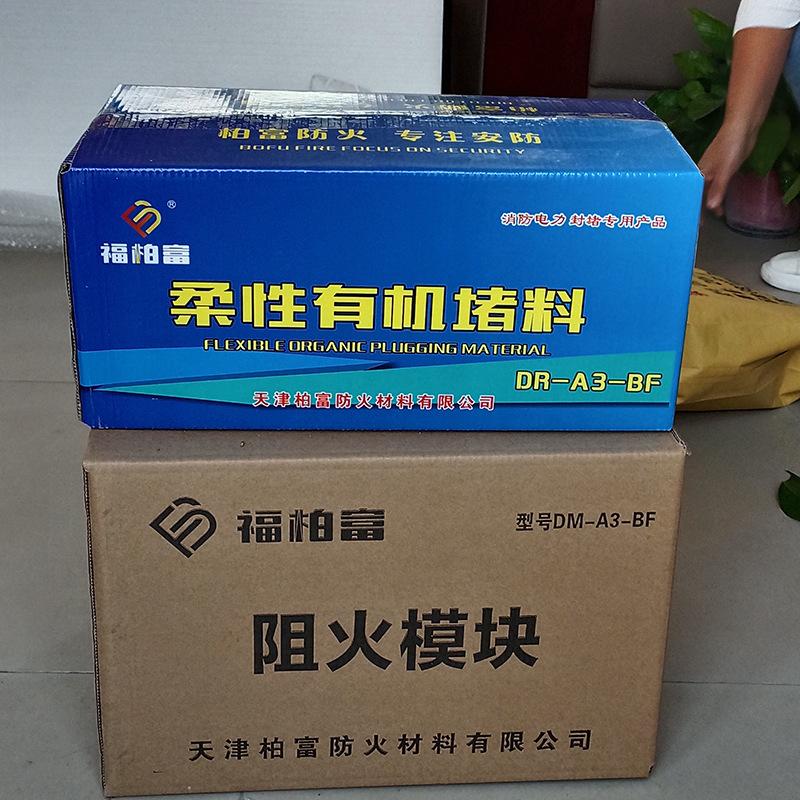 柏富防火 专注安防
BOFU FIRE FOCUS ON SECURITY
®
福柏富
消防电力 封堵专用产品
柔性有机堵料
FLEXIBLE ORGANIC PLUGGING MATERIAL
DR-A3-BF
天津柏富防火材料有限公司
福柏富
型号DM-A3-BF
阻火模块
天津柏富防火材料有限公司